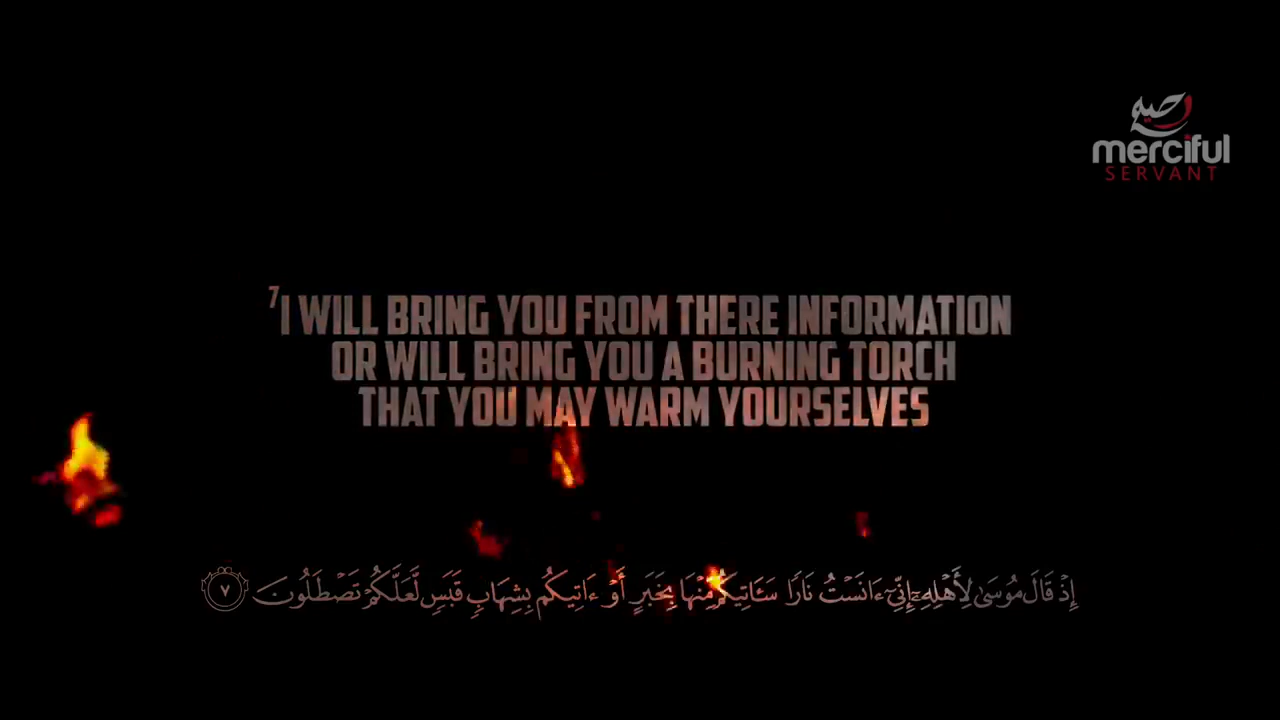 رحيم
merciful
SERVANT
7I WILL BRING YOU FROM THERE INFORMATION
OR WILL BRING YOU A BURNING TORCH
THAT YOU MAY WARM YOURSELVES
إِذْ قَالَ مُوسَىٰ لِأَهْلِهِۦٓ إِنِّىٓ ءَانَسْتُ نَارًا سَـَٔاتِيكُم مِّنْهَا بِخَبَرٍ أَوْ ءَاتِيكُم بِشِهَابٍ قَبَسٍ لَّعَلَّكُمْ تَصْطَلُونَ ٧